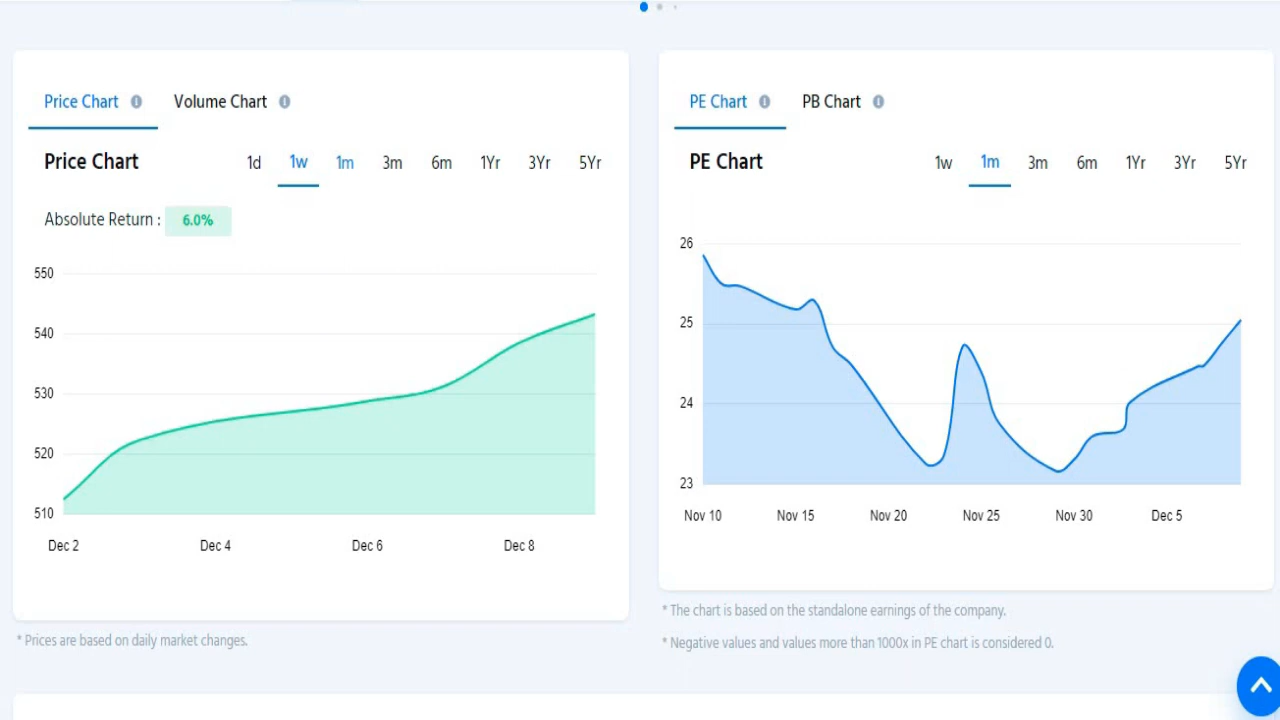 Price Chart Volume Chart
Price Chart 1d 1w 1m 3m 6m 1Yr 3Yr 5Yr
Absolute Return : 6.0%
550
540
530
520
510
Dec 2 Dec 4 Dec 6 Dec 8
* Prices are based on daily market changes.
PE Chart PB Chart
PE Chart 1w 1m 3m 6m 1Yr 3Yr 5Yr
26
25
24
23
Nov 10 Nov 15 Nov 20 Nov 25 Nov 30 Dec 5
* The chart is based on the standalone earnings of the company.
* Negative values and values more than 1000x in PE chart is considered 0.